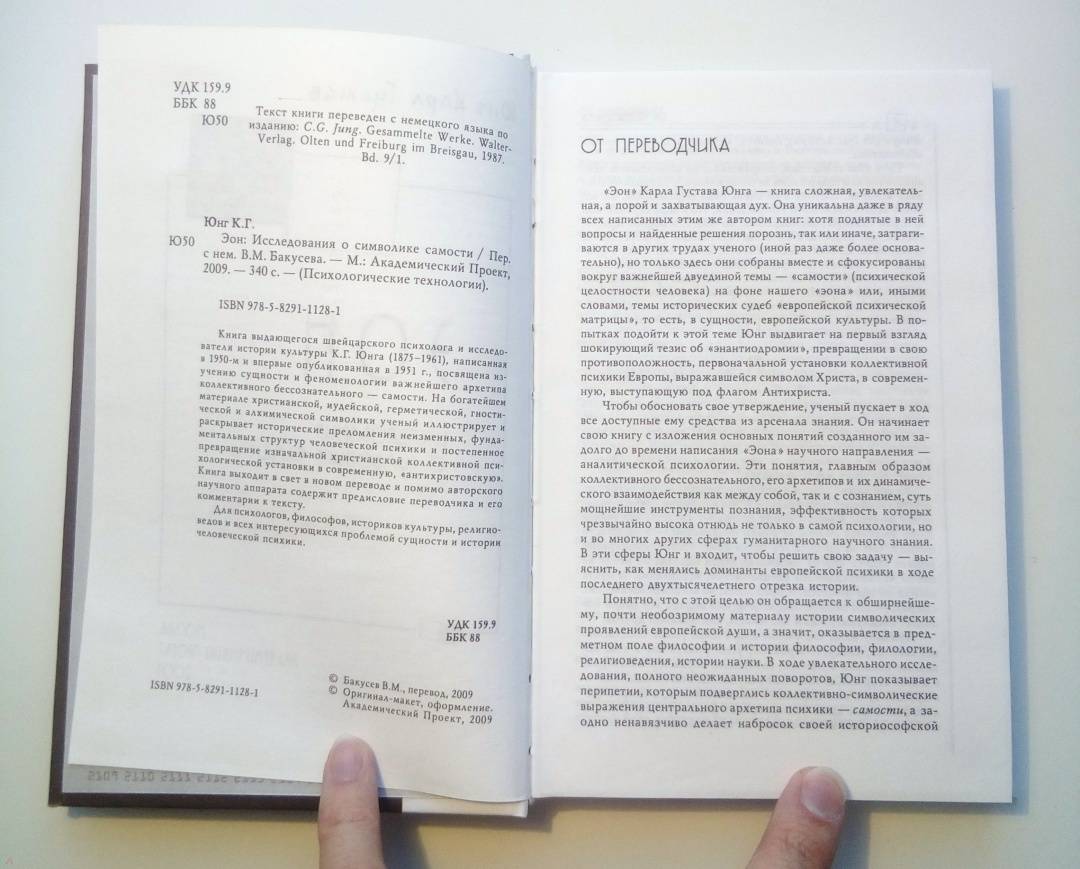 УДК 159.9
ББК 88
Ю50
Текст книги переведен с немецкого языка по
изданию: C.G. Jung. Gesammelte Werke. Walter-
Verlag. Olten und Freiburg im Breisgau, 1987.
Bd. 9/1.
Юнг К.Г.
Ю50 Эон: Исследования о символике самости / Пер.
с нем. В.М. Бакусева. — М.: Академический Проект,
2009. — 340 с. — (Психологические технологии).
ISBN 978-5-8291-1128-1
Книга выдающегося швейцарского психолога и исследо-
вателя истории культуры К.Г. Юнга (1875–1961), написанная
в 1950-м и впервые опубликованная в 1951 г., посвящена из-
учению сущности и феноменологии важнейшего архетипа
коллективного бессознательного — самости. На богатейшем
материале христианской, иудейской, герметической, гности-
ческой и алхимической символики ученый иллюстрирует и
раскрывает исторические преломления неизменных, фунда-
ментальных структур человеческой психики и постепенное
превращение изначальной христианской коллективной пси-
хологической установки в современную, «антихристовскую».
Книга выходит в свет в новом переводе и помимо авторского
научного аппарата содержит предисловие переводчика и его
комментарии к тексту.
Для психологов, философов, историков культуры, религио-
ведов и всех интересующихся проблемой сущности и истории
человеческой психики.
УДК 159.9
ББК 88
ISBN 978-5-8291-1128-1
© Бакусев В.М., перевод, 2009
© Оригинал-макет, оформление.
Академический Проект, 2009
ОТ ПЕРЕВОДЧИКА
«Эон» Карла Густава Юнга — книга сложная, увлекатель-
ная, а порой и захватывающая дух. Она уникальна даже в ряду
всех написанных этим же автором книг: хотя поднятые в ней
вопросы и найденные решения порознь, так или иначе, затраги-
ваются в других трудах ученого (иной раз даже более основа-
тельно), но только здесь они собраны вместе и сфокусированы
вокруг важнейшей двуединой темы — «самости» (психической
целостности человека) на фоне нашего «эона» или, иными
словами, темы исторических судеб «европейской психической
матрицы», то есть, в сущности, европейской культуры. В по-
пытках подойти к этой теме Юнг выдвигает на первый взгляд
шокирующий тезис об «энантиодромии», превращении в свою
противоположность, первоначальной установки коллективной
психики Европы, выражавшейся символом Христа, в современ-
ную, выступающую под флагом Антихриста.
Чтобы обосновать свое утверждение, ученый пускает в ход
все доступные ему средства из арсенала знания. Он начинает
свою книгу с изложения основных понятий созданного им за-
долго до времени написания «Эона» научного направления —
аналитической психологии. Эти понятия, главным образом
коллективного бессознательного, его архетипов и их динамиче-
ского взаимодействия как между собой, так и с сознанием, суть
мощнейшие инструменты познания, эффективность которых
чрезвычайно высока отнюдь не только в самой психологии, но
и во многих других сферах гуманитарного научного знания.
В эти сферы Юнг и входит, чтобы решить свою задачу — вы-
яснить, как менялись доминанты европейской психики в ходе
последнего двухтысячелетнего отрезка истории.
Понятно, что с этой целью он обращается к обширнейше-
му, почти необозримому материалу истории символических
проявлений европейской души, а значит, оказывается в пред-
метном поле философии и истории философии, филологии,
религиоведения, истории науки. В ходе увлекательного иссле-
дования, полного неожиданных поворотов, Юнг показывает
перипетии, которым подверглись коллективно-символические
выражения центрального архетипа психики — самости, а за-
одно ненавязчиво делает набросок своей историософской